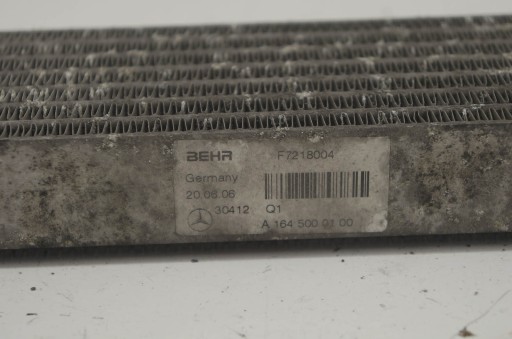 BEHR F7218004
Germany
20.06.06
30412 Q1
A 164 500 01 00